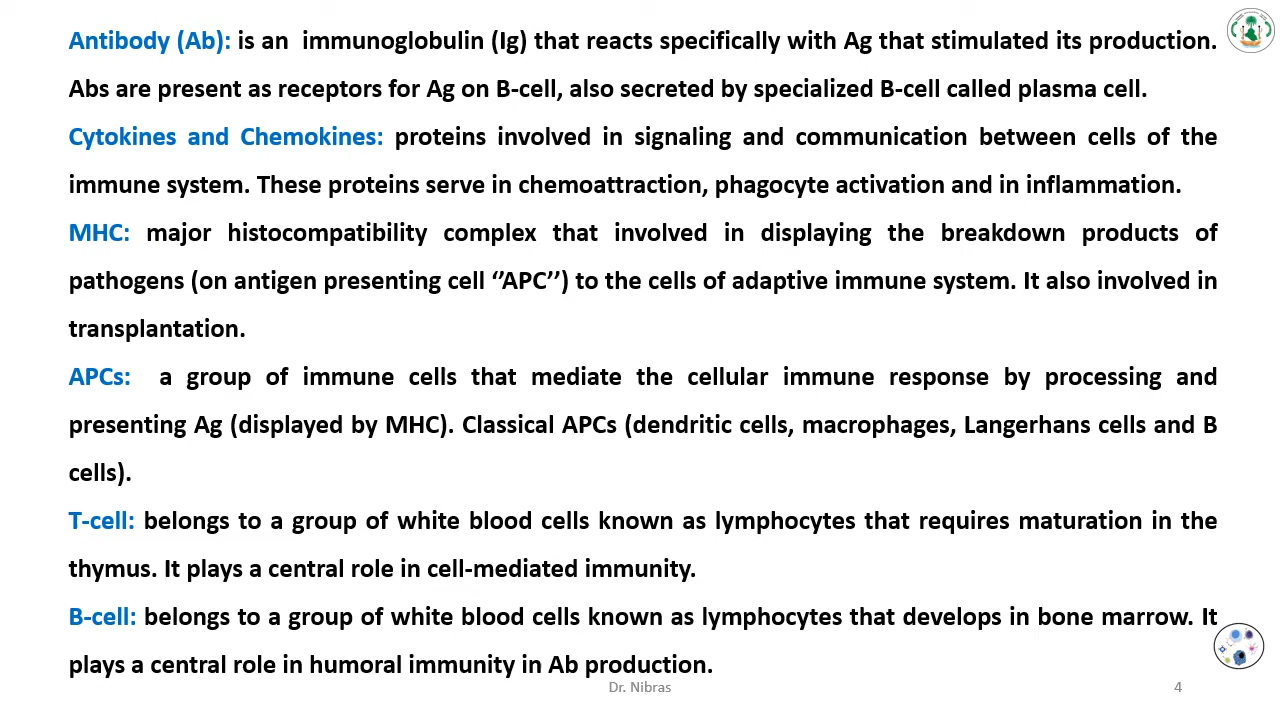 Antibody (Ab): is an immunoglobulin (Ig) that reacts specifically with Ag that stimulated its production.
Abs are present as receptors for Ag on B-cell, also secreted by specialized B-cell called plasma cell.
Cytokines and Chemokines: proteins involved in signaling and communication between cells of the
immune system. These proteins serve in chemoattraction, phagocyte activation and in inflammation.
MHC: major histocompatibility complex that involved in displaying the breakdown products of
pathogens (on antigen presenting cell ‘’APC’’) to the cells of adaptive immune system. It also involved in
transplantation.
APCs: a group of immune cells that mediate the cellular immune response by processing and
presenting Ag (displayed by MHC). Classical APCs (dendritic cells, macrophages, Langerhans cells and B
cells).
T-cell: belongs to a group of white blood cells known as lymphocytes that requires maturation in the
thymus. It plays a central role in cell-mediated immunity.
B-cell: belongs to a group of white blood cells known as lymphocytes that develops in bone marrow. It
plays a central role in humoral immunity in Ab production.
Dr. Nibras
4